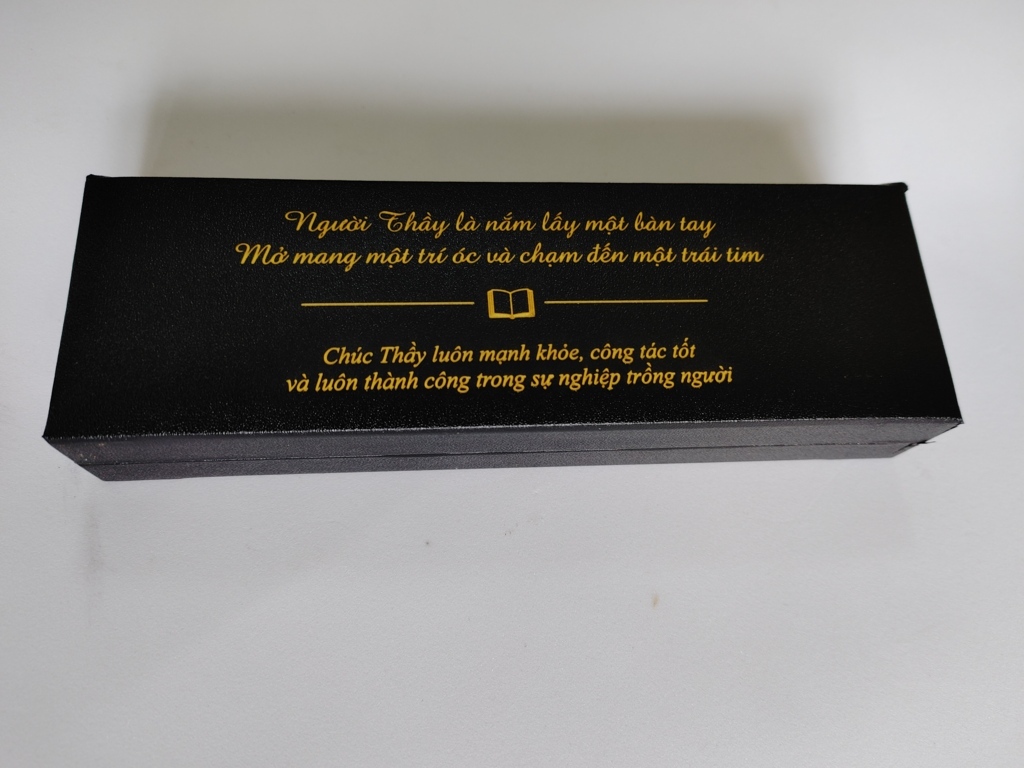 Người Thầy là nắm lấy một bàn tay
Mở mang một trí óc và chạm đến một trái tim
Chúc Thầy luôn mạnh khỏe, công tác tốt
và luôn thành công trong sự nghiệp trồng người